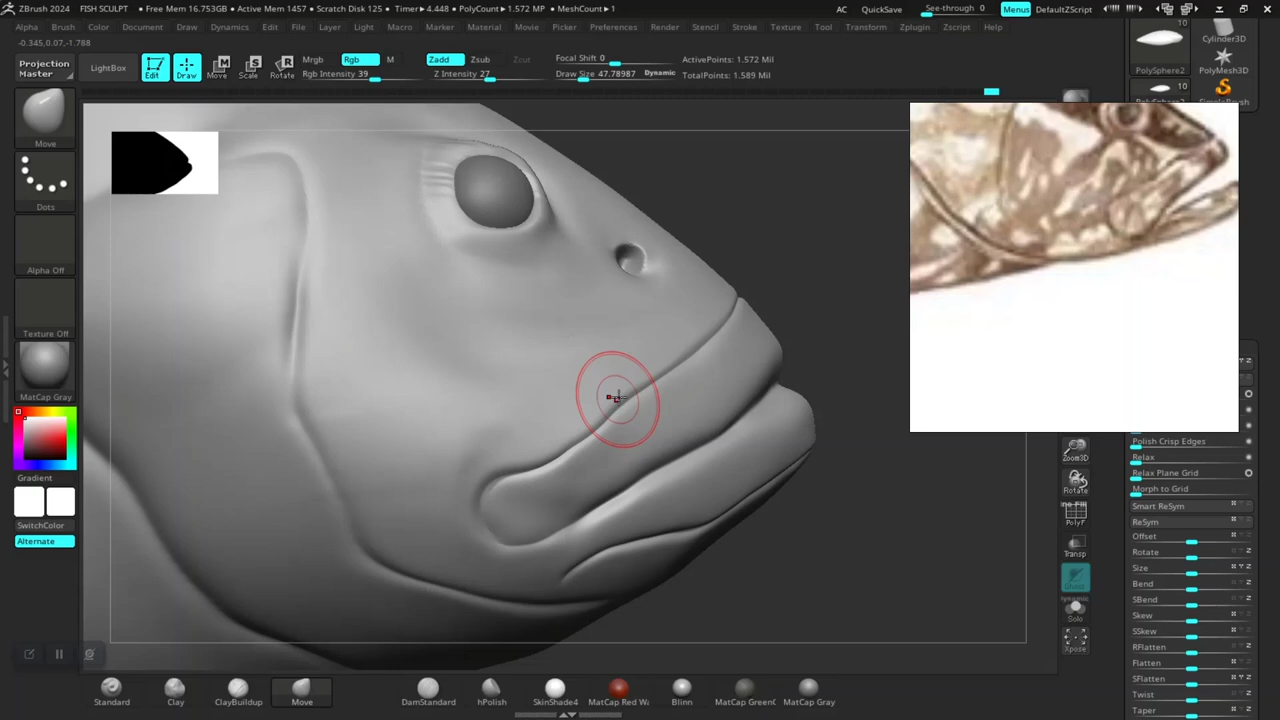 ZBrush 2024 FISH SCULPT • Free Mem 16.753GB • Active Mem 1457 • Scratch Disk 125 • Timer▸4.448 • PolyCount▸1.572 MP • MeshCount▸1
AC QuickSave See-through 0 Menus DefaultZScript
Alpha Brush Color Document Draw Dynamics Edit File Layer Light Macro Marker Material Movie Picker Preferences Render Stencil Stroke Texture Tool Transform Zplugin Zscript Help
-0.345,0.07,-1.788
Projection Master
LightBox
Edit
Draw
Move
Scale
Rotate
Mrgb Rgb M
Rgb Intensity 39
Zadd Zsub Cut
Z Intensity 27
Focal Shift 0
Draw Size 47.78987 Dynamic
ActivePoints: 1.572 Mil
TotalPoints: 1.589 Mil
10
Cylinder3D
PolySphere2
PolyMesh3D
10
PolySphere2
SimpleBrush
Move
Dots
Alpha Off
Texture Off
MatCap Gray
Gradient
SwitchColor
Alternate
Zoom3D
Rotate
PolyF
Transp
Ghost
Dynamic
Solo
Xpose
Polish Crisp Edges
Relax
Relax Plane Grid
Morph to Grid
Smart ReSym
ReSym
Offset
Rotate
Size
Bend
SBend
Skew
SSkew
RFlatten
Flatten
SFlatten
Twist
Taper
Standard
Clay
ClayBuildup
Move
DamStandard
hPolish
SkinShade4
MatCap Red Wa
Blinn
MatCap GreenC
MatCap Gray